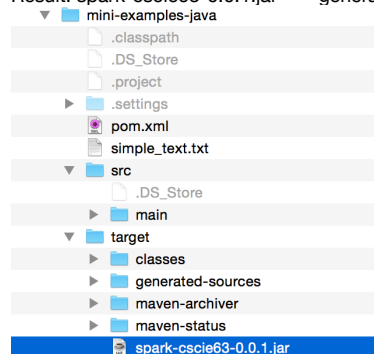 mini-examples-java
.classpath
.DS_Store
.project
.settings
pom.xml
simple_text.txt
src
.DS_Store
main
target
classes
generated-sources
maven-archiver
maven-status
spark-cscie63-0.0.1.jar